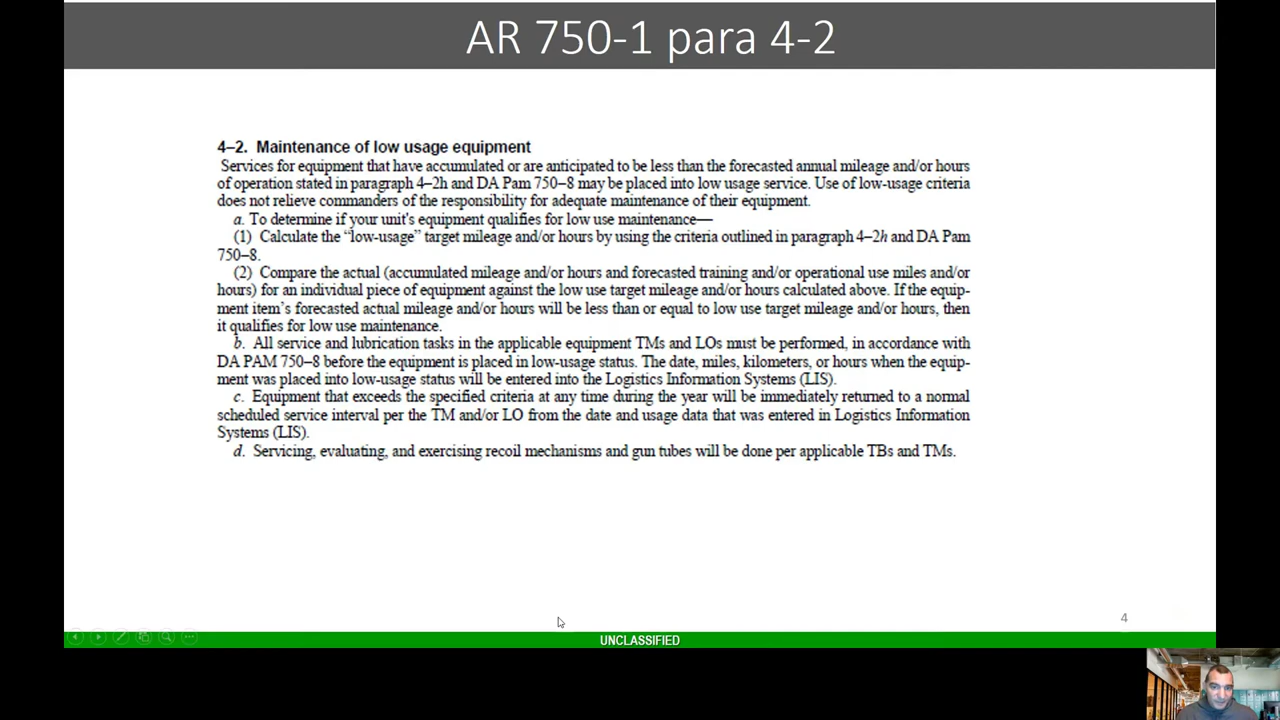 AR 750-1 para 4-2
4–2. Maintenance of low usage equipment
Services for equipment that have accumulated or are anticipated to be less than the forecasted annual mileage and/or hours
of operation stated in paragraph 4–2h and DA Pam 750–8 may be placed into low usage service. Use of low-usage criteria
does not relieve commanders of the responsibility for adequate maintenance of their equipment.
a. To determine if your unit's equipment qualifies for low use maintenance—
(1) Calculate the “low-usage” target mileage and/or hours by using the criteria outlined in paragraph 4–2h and DA Pam
750–8.
(2) Compare the actual (accumulated mileage and/or hours and forecasted training and/or operational use miles and/or
hours) for an individual piece of equipment against the low use target mileage and/or hours calculated above. If the equip-
ment item’s forecasted actual mileage and/or hours will be less than or equal to low use target mileage and/or hours, then
it qualifies for low use maintenance.
b. All service and lubrication tasks in the applicable equipment TMs and LOs must be performed, in accordance with
DA PAM 750–8 before the equipment is placed in low-usage status. The date, miles, kilometers, or hours when the equip-
ment was placed into low-usage status will be entered into the Logistics Information Systems (LIS).
c. Equipment that exceeds the specified criteria at any time during the year will be immediately returned to a normal
scheduled service interval per the TM and/or LO from the date and usage data that was entered in Logistics Information
Systems (LIS).
d. Servicing, evaluating, and exercising recoil mechanisms and gun tubes will be done per applicable TBs and TMs.
4
UNCLASSIFIED